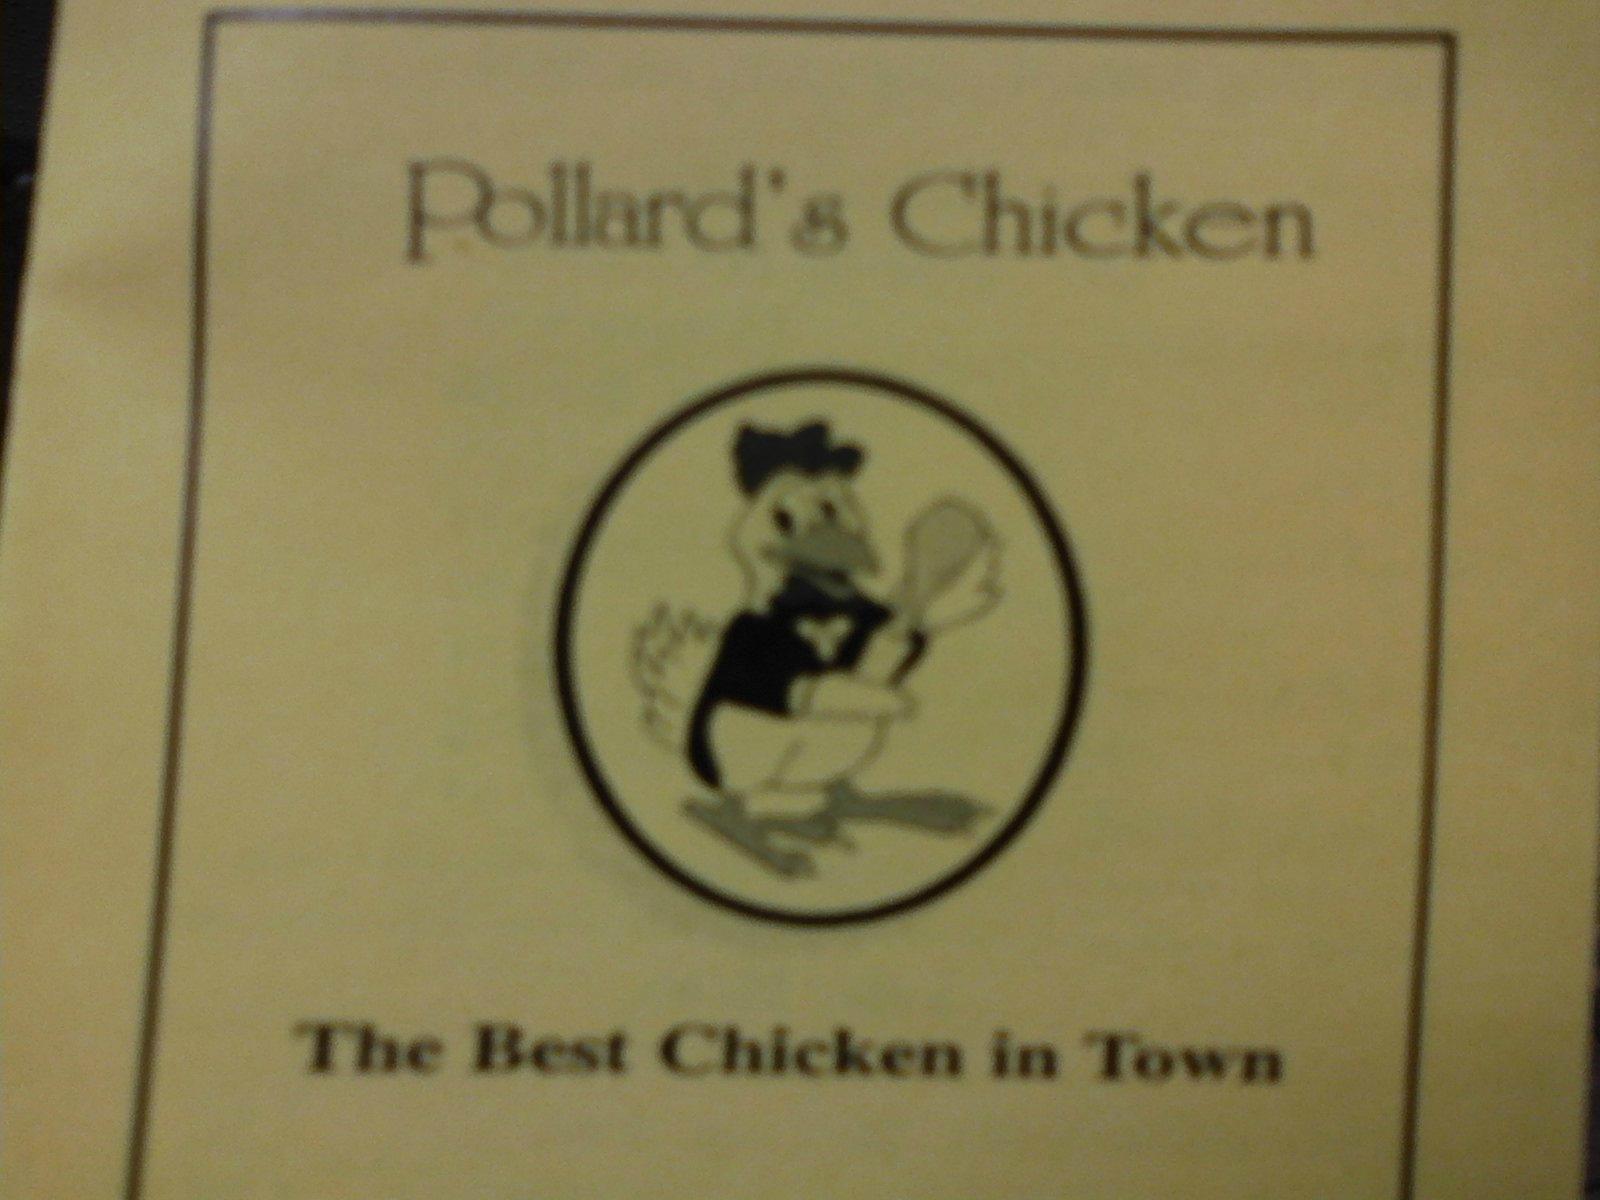 Pollard's Chicken
The Best Chicken in Town